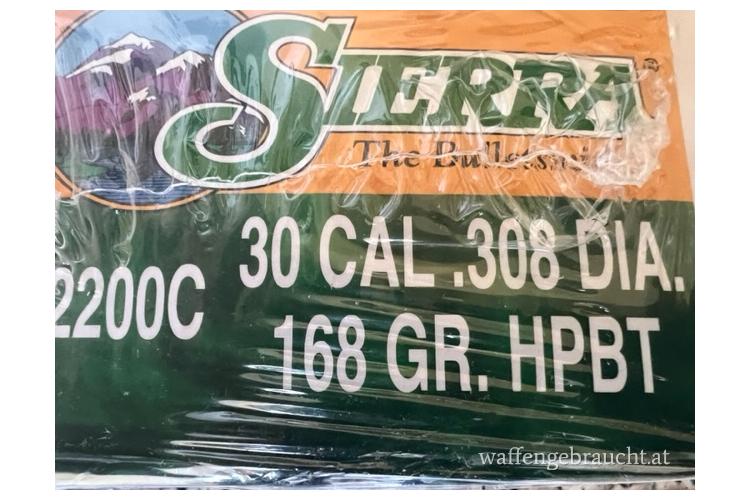 SIERRA®
The Bulletsmiths
30 CAL .308 DIA.
2200C
168 GR. HPBT
waffengebraucht.at